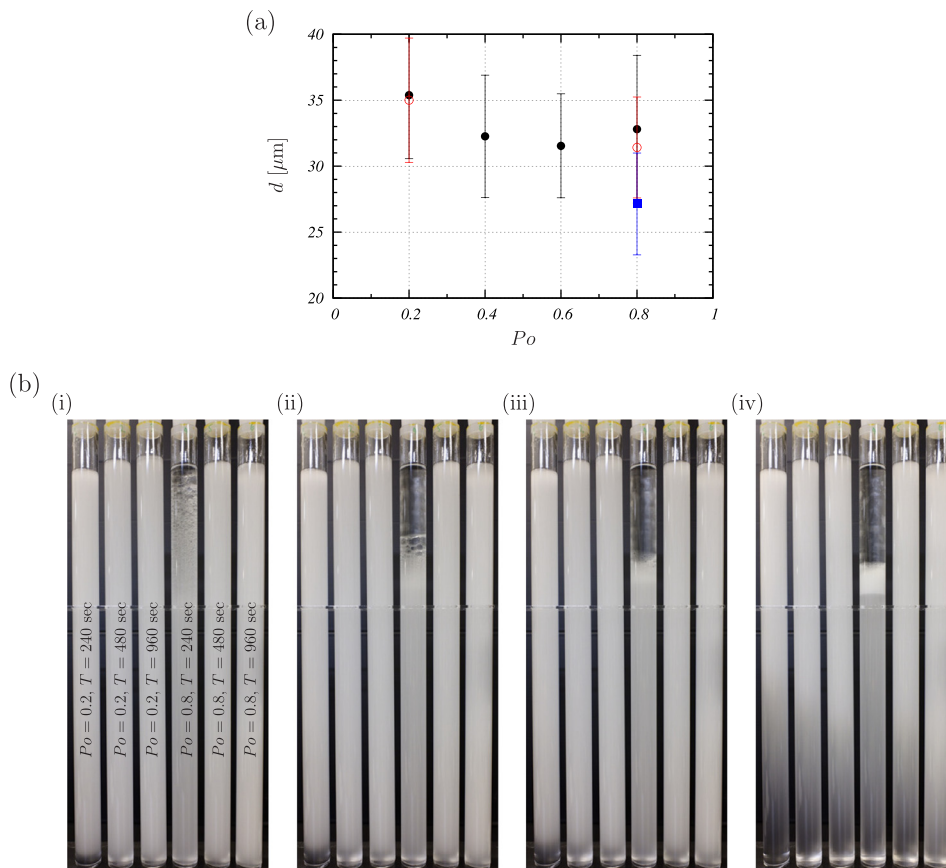 (a)
40
35
30
25
20
d [μm]
0
0.2
0.4
0.6
0.8
1
Po
(b)
(i)
(ii)
(iii)
(iv)
Po = 0.2, T = 240 sec
Po = 0.2, T = 480 sec
Po = 0.2, T = 960 sec
Po = 0.8, T = 240 sec
Po = 0.8, T = 480 sec
Po = 0.8, T = 960 sec